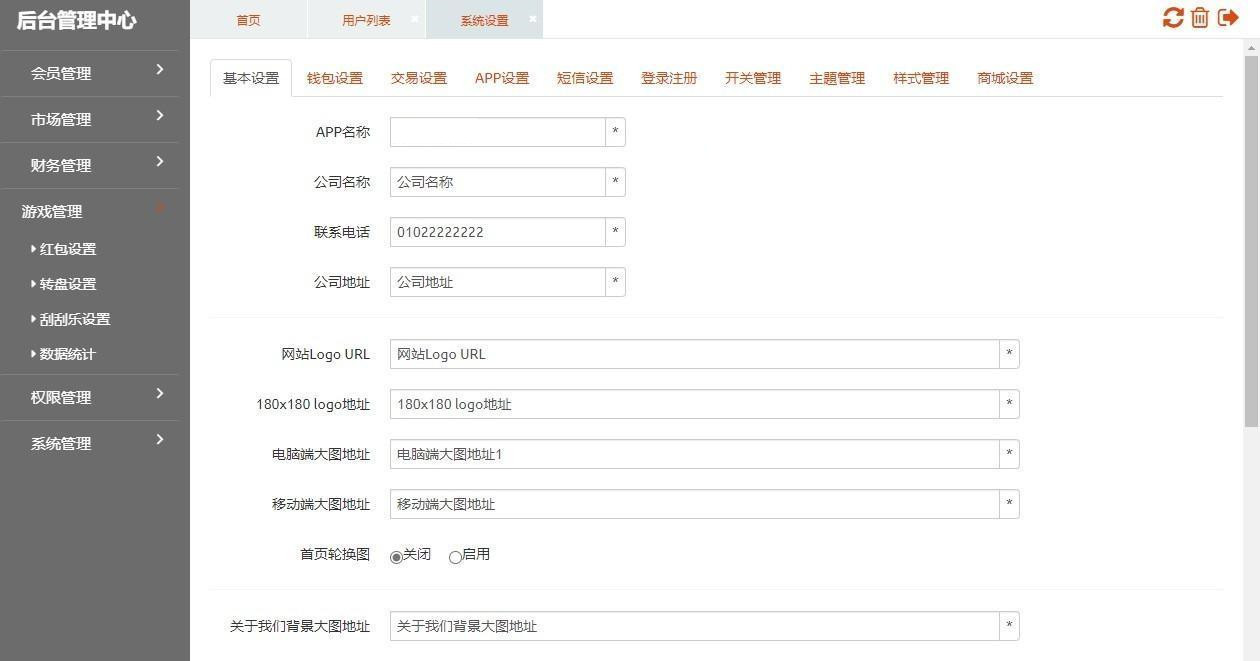 后台管理中心
首页 用户列表 系统设置
会员管理
市场管理
财务管理
游戏管理
红包设置
转盘设置
刮刮乐设置
数据统计
权限管理
系统管理
基本设置 钱包设置 交易设置 APP设置 短信设置 登录注册 开关管理 主题管理 样式管理 商城设置
APP名称 *
公司名称 公司名称 *
联系电话 01022222222 *
公司地址 公司地址 *
网站Logo URL 网站Logo URL *
180x180 logo地址 180x180 logo地址 *
电脑端大图地址 电脑端大图地址1 *
移动端大图地址 移动端大图地址 *
首页轮换图 关闭 启用
关于我们背景大图地址 关于我们背景大图地址 *